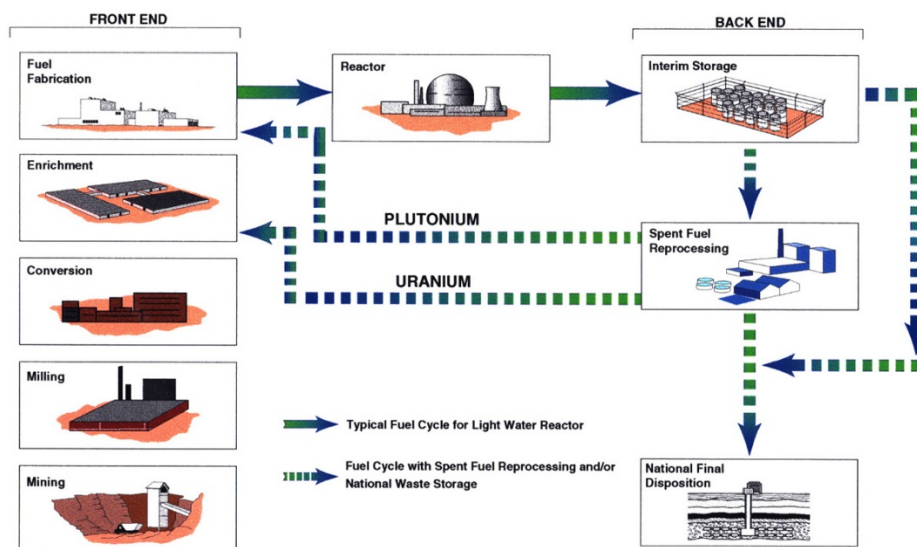 FRONT END
BACK END
Fuel
Fabrication
Reactor
Interim Storage
Enrichment
PLUTONIUM
Spent Fuel
Reprocessing
URANIUM
Conversion
Milling
Typical Fuel Cycle for Light Water Reactor
Fuel Cycle with Spent Fuel Reprocessing and/or
National Waste Storage
Mining
National Final
Disposition